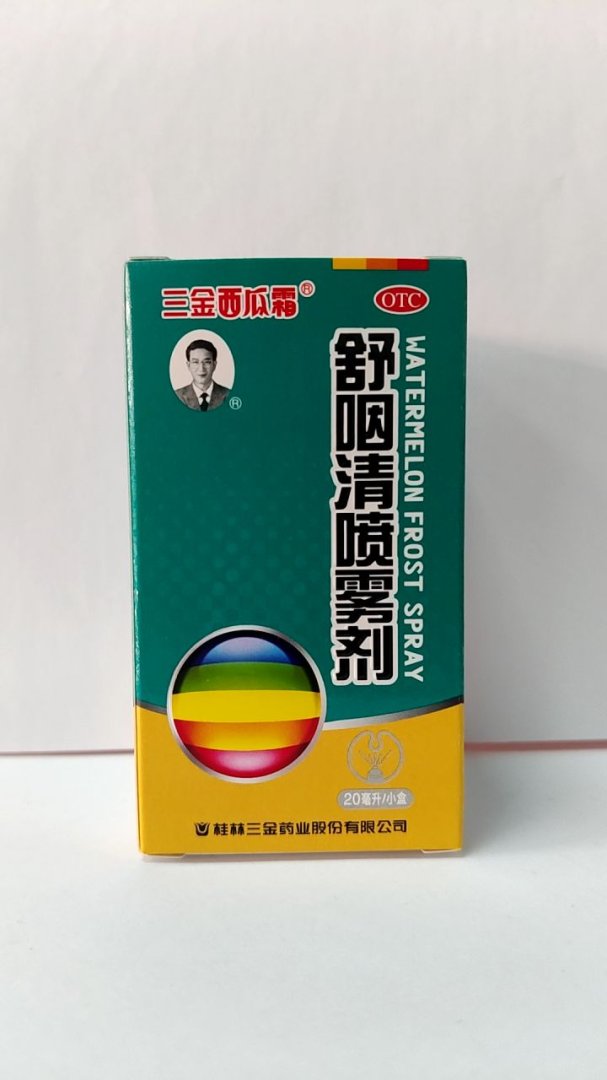 三金西瓜霜®
OTC
®
舒咽清喷雾剂
WATERMELON FROST SPRAY
20毫升/小盒
桂林三金药业股份有限公司